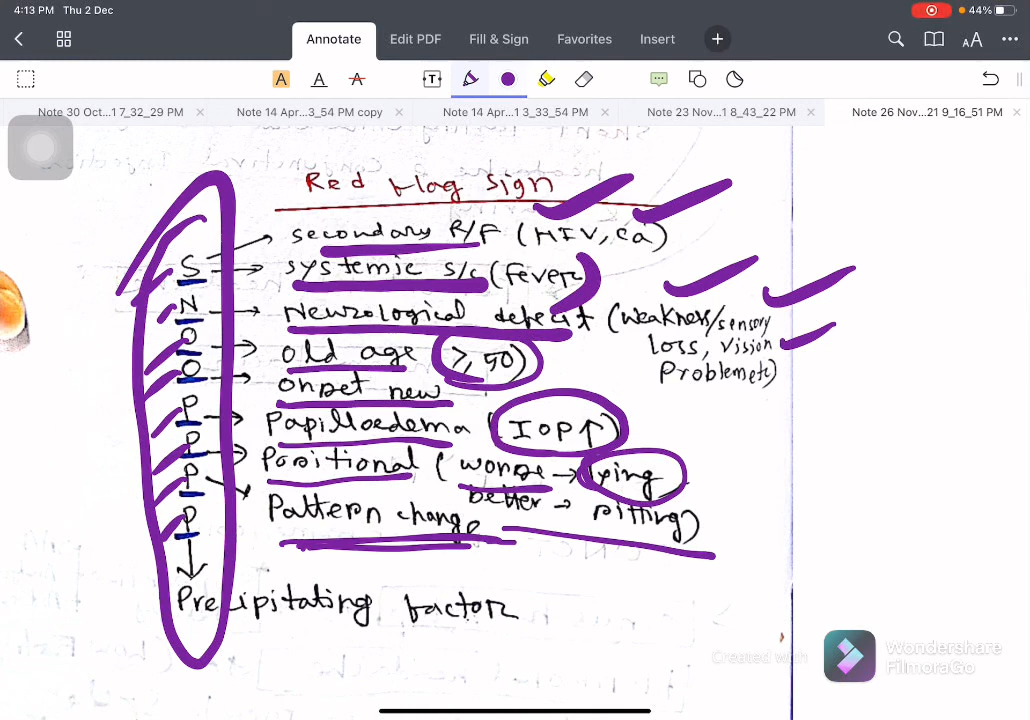 4:13 PM Thu 2 Dec
44%
Annotate Edit PDF Fill & Sign Favorites Insert
Note 30 Oct...1 7_32_29 PM
Note 14 Apr...3_54 PM copy
Note 14 Apr...1 3_33_54 PM
Note 23 Nov...1 8_43_22 PM
Note 26 Nov...21 9_16_51 PM
Red flag sign
secondary R/F (HIV, ca)
S → systemic s/c (fever)
N → Neurological deficit (weakness/sensory
loss, vision
Problem etc)
O → old age (≥, 50)
O → onset new
P → Papilloedema (IOP↑)
P → Positional (worse → lying
better → sitting)
P → Pattern change
P
↓
Precipitating factor
Created with
Wondershare
FilmoraGo